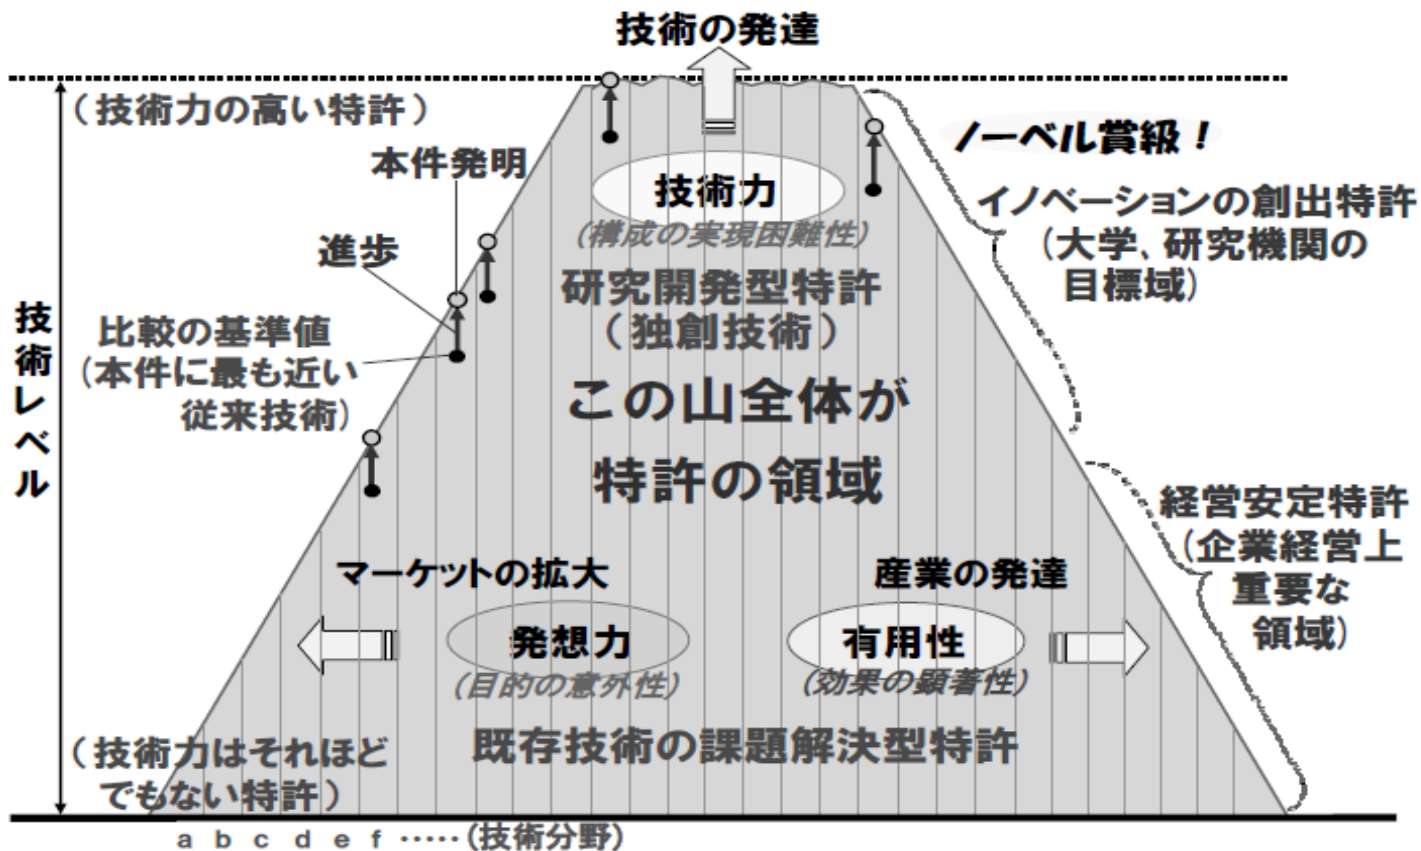 技術の発達
(技術力の高い特許)
ノーベル賞級!
本件発明
技術力
(構成の実現困難性)
イノベーションの創出特許
(大学、研究機関の
目標域)
進歩
研究開発型特許
(独創技術)
技術レベル
比較の基準値
(本件に最も近い
従来技術)
この山全体が
特許の領域
経営安定特許
(企業経営上
重要な
領域)
マーケットの拡大
産業の発達
発想力
(目的の意外性)
有用性
(効果の顕著性)
既存技術の課題解決型特許
(技術力はそれほど
でもない特許)
a b c d e f ‥‥‥(技術分野)